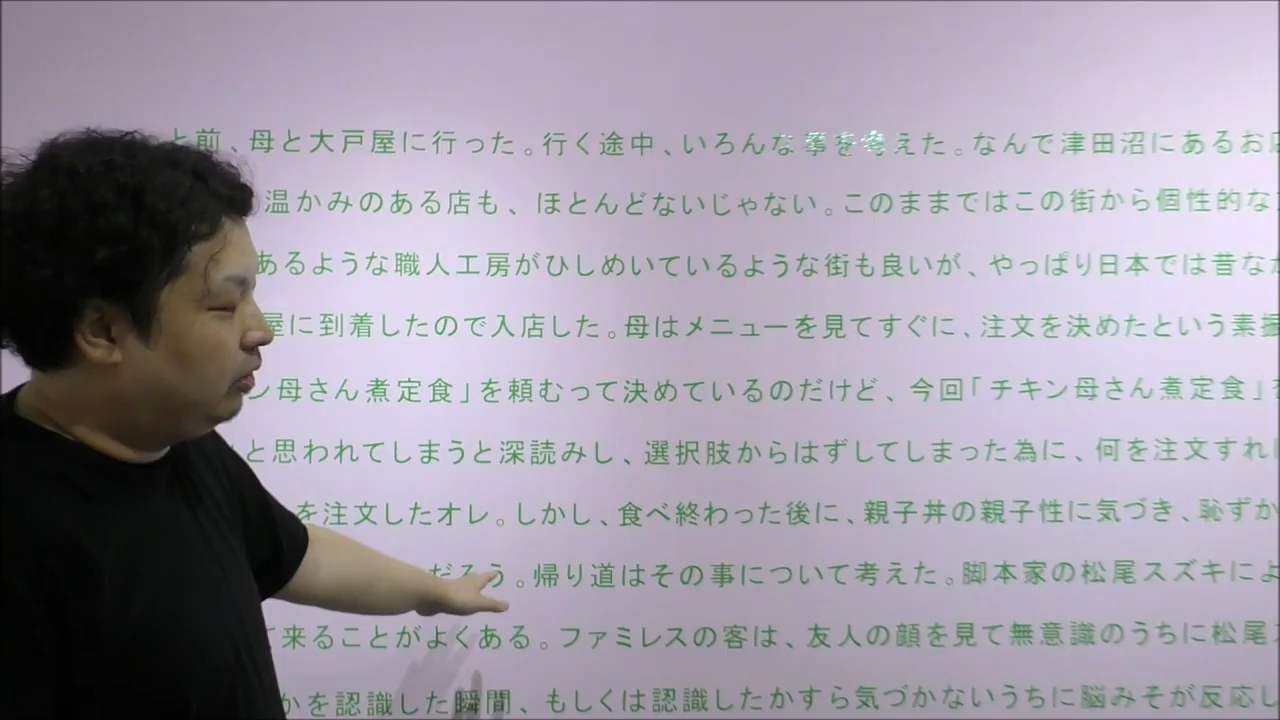 と前、母と大戸屋に行った。行く途中、いろんな事を考えた。なんで津田沼にあるお
温かみのある店も、ほとんどないじゃない。このままではこの街から個性的な
あるような職人工房がひしめいているような街も良いが、やっぱり日本では昔な
屋に到着したので入店した。母はメニューを見てすぐに、注文を決めたという素振
ン母さん煮定食」を頼むって決めているのだけど、今回「チキン母さん煮定食」
と思われてしまうと深読みし、選択肢からはずしてしまった為に、何を注文すれ
を注文したオレ。しかし、食べ終わった後に、親子丼の親子性に気づき、恥ずか
だろう。帰り道はその事について考えた。脚本家の松尾スズキによ
て来ることがよくある。ファミレスの客は、友人の顔を見て無意識のうちに松尾
かを認識した瞬間、もしくは認識したかすら気づかないうちに脳みそが反応し